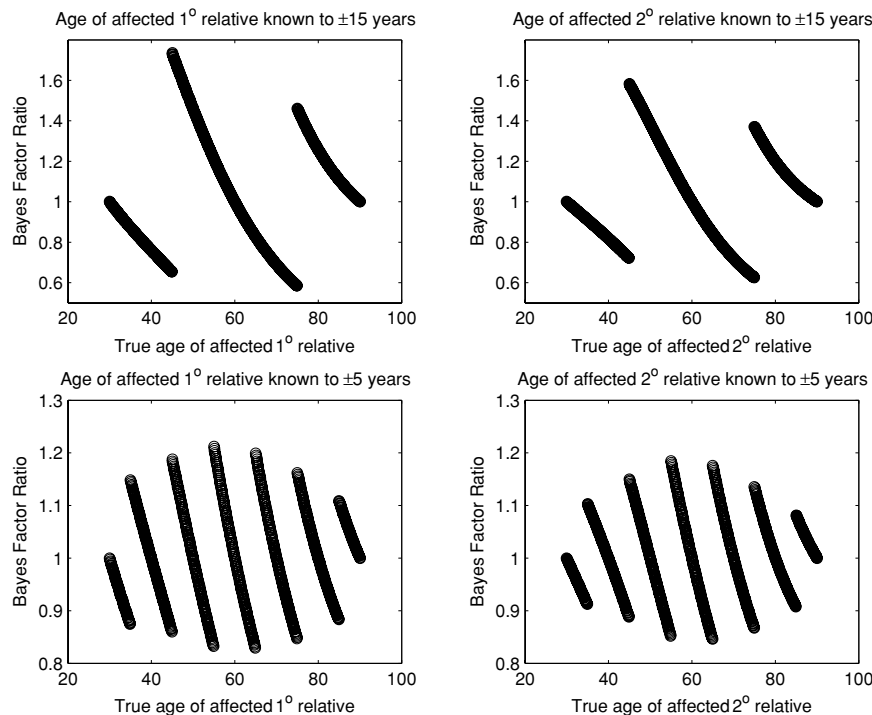 Age of affected 1° relative known to ±15 years
Bayes Factor Ratio
1.6
1.4
1.2
1
0.8
0.6
20 40 60 80 100
True age of affected 1° relative
Age of affected 2° relative known to ±15 years
Bayes Factor Ratio
1.6
1.4
1.2
1
0.8
0.6
20 40 60 80 100
True age of affected 2° relative
Age of affected 1° relative known to ±5 years
Bayes Factor Ratio
1.3
1.2
1.1
1
0.9
0.8
20 40 60 80 100
True age of affected 1° relative
Age of affected 2° relative known to ±5 years
Bayes Factor Ratio
1.3
1.2
1.1
1
0.9
0.8
20 40 60 80 100
True age of affected 2° relative